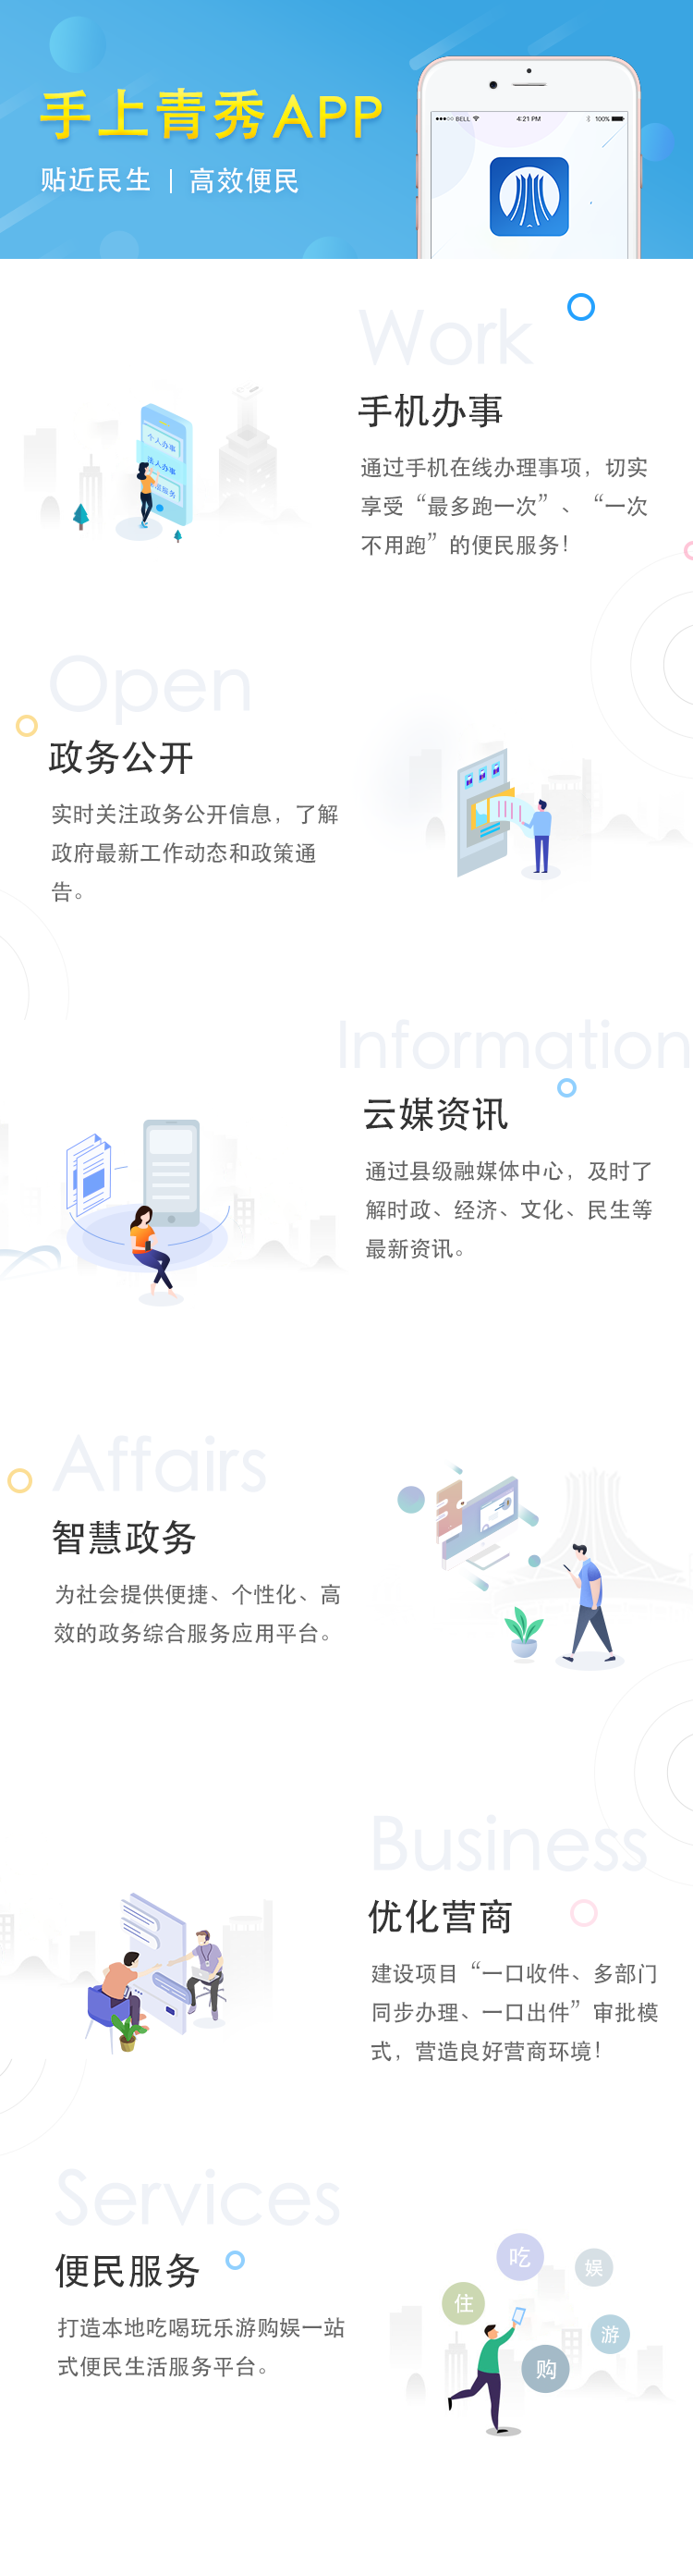 手上青秀APP
贴近民生 | 高效便民
BELL 4:21 PM 100%
Work
手机办事
通过手机在线办理事项，切实
享受“最多跑一次”、“一次
不用跑”的便民服务！
个人办事
法人办事
服务
Open
政务公开
实时关注政务公开信息，了解
政府最新工作动态和政策通
告。
Information
云媒资讯
通过县级融媒体中心，及时了
解时政、经济、文化、民生等
最新资讯。
Affairs
智慧政务
为社会提供便捷、个性化、高
效的政务综合服务应用平台。
Business
优化营商
建设项目“一口收件、多部门
同步办理、一口出件”审批模
式，营造良好营商环境！
Services
便民服务
打造本地吃喝玩乐游购娱一站
式便民生活服务平台。
吃
娱
住
游
购